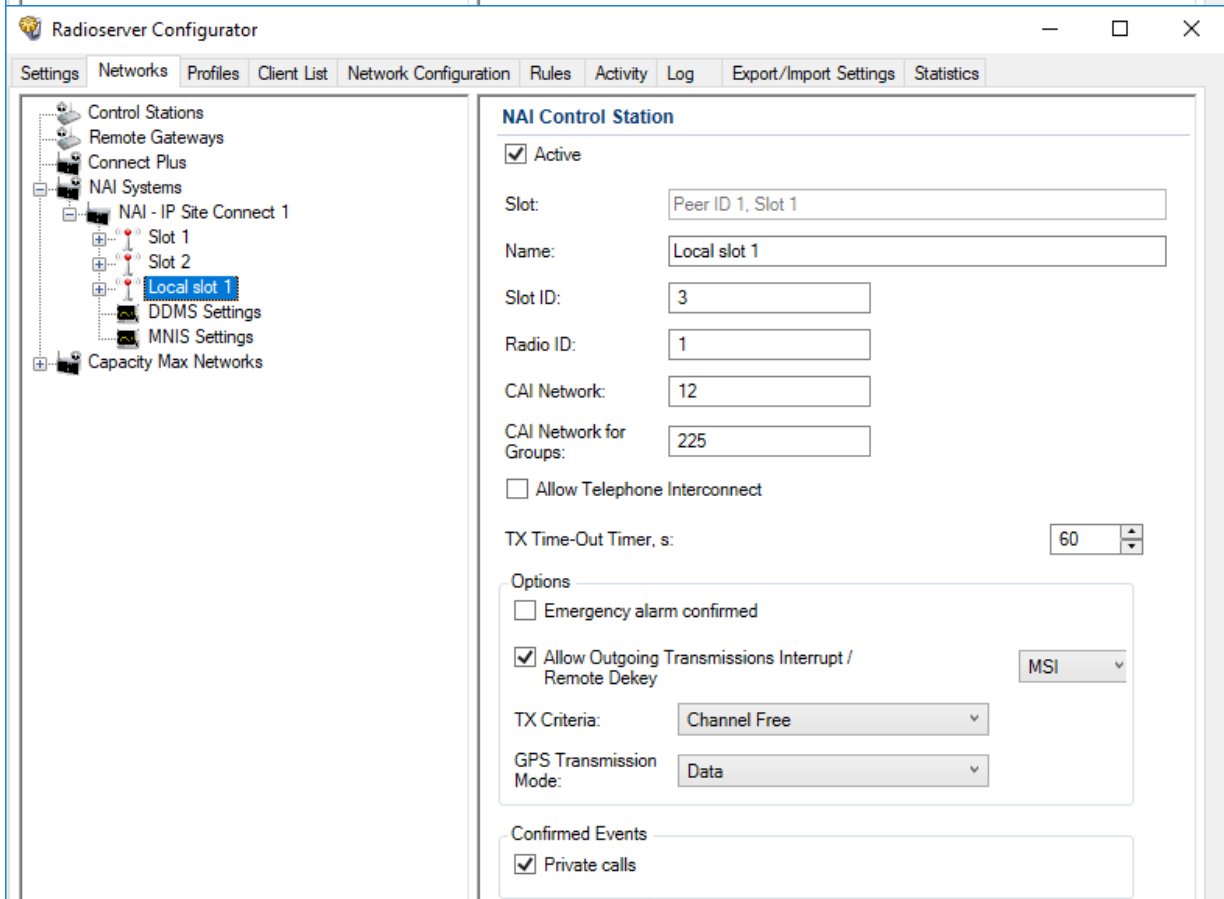 Radioserver Configurator
Settings Networks Profiles Client List Network Configuration Rules Activity Log Export/Import Settings Statistics
Control Stations
Remote Gateways
Connect Plus
NAI Systems
NAI - IP Site Connect 1
Slot 1
Slot 2
Local slot 1
DDMS Settings
MNIS Settings
Capacity Max Networks
NAI Control Station
Active
Slot: Peer ID 1, Slot 1
Name: Local slot 1
Slot ID: 3
Radio ID: 1
CAI Network: 12
CAI Network for
Groups: 225
Allow Telephone Interconnect
TX Time-Out Timer, s: 60
Options
Emergency alarm confirmed
Allow Outgoing Transmissions Interrupt /
Remote Dekey MSI
TX Criteria: Channel Free
GPS Transmission
Mode: Data
Confirmed Events
Private calls